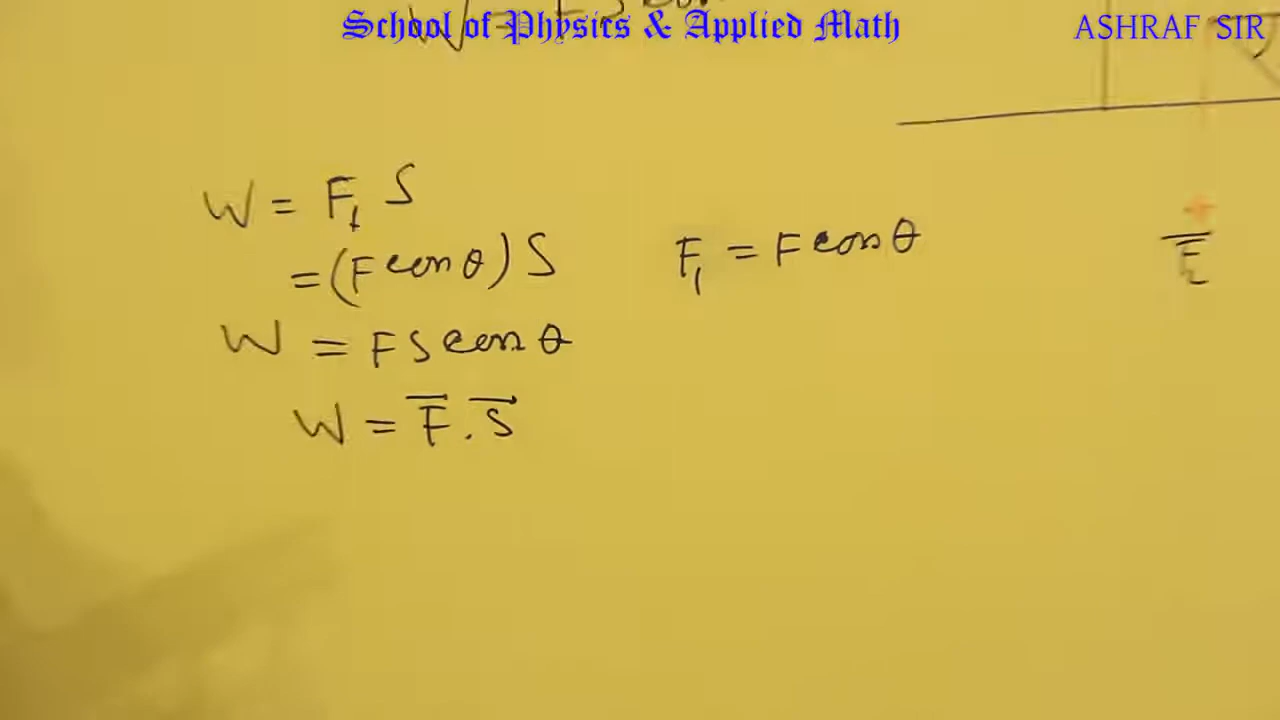 School of Physics & Applied Math
ASHRAF SIR
W = F₁ S
= (F cos θ) S
F₁ = F cos θ
W = F S cos θ
W = F⃗ . S⃗